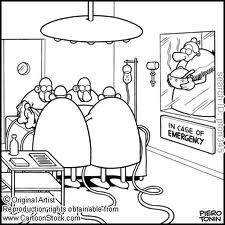 IN CASE OF
EMERGENCY
PIERO
TONIN
© Original Artist
Reproduction rights obtainable from
www.CartoonStock.com